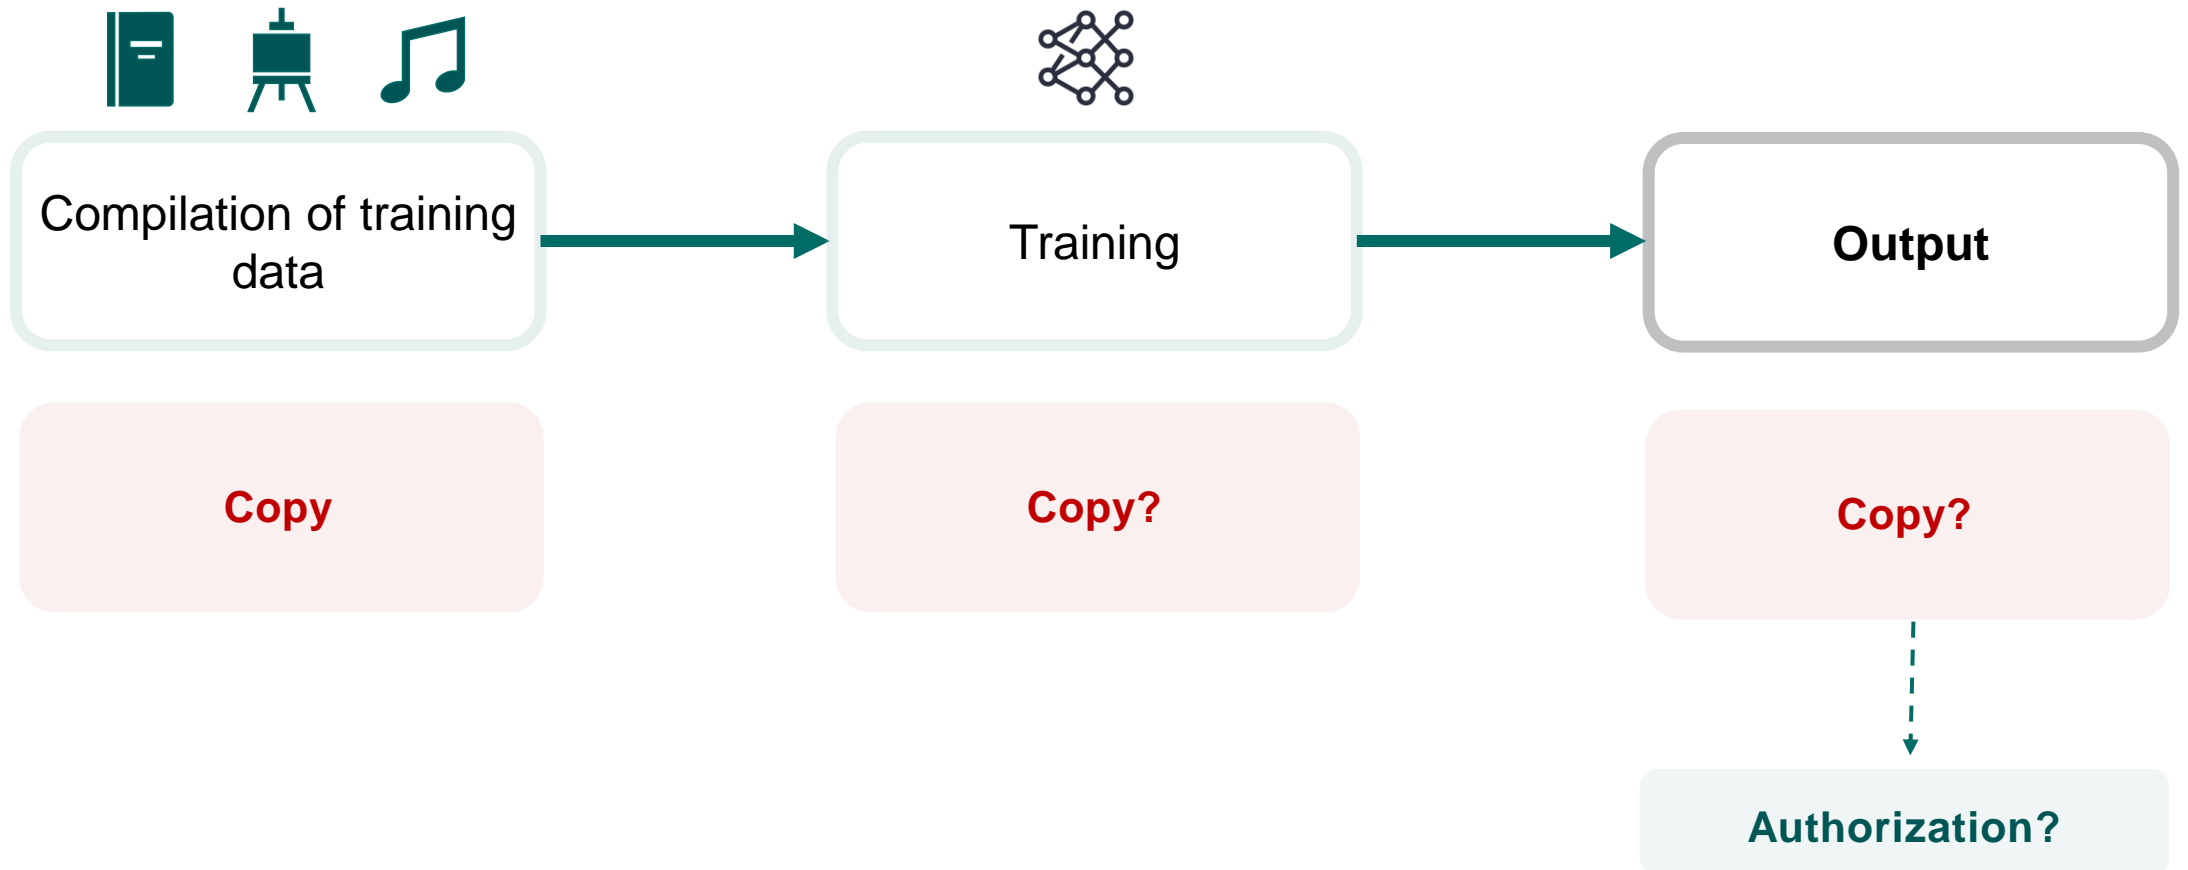 Compilation of training
data
Training
Output
Copy
Copy?
Copy?
Authorization?